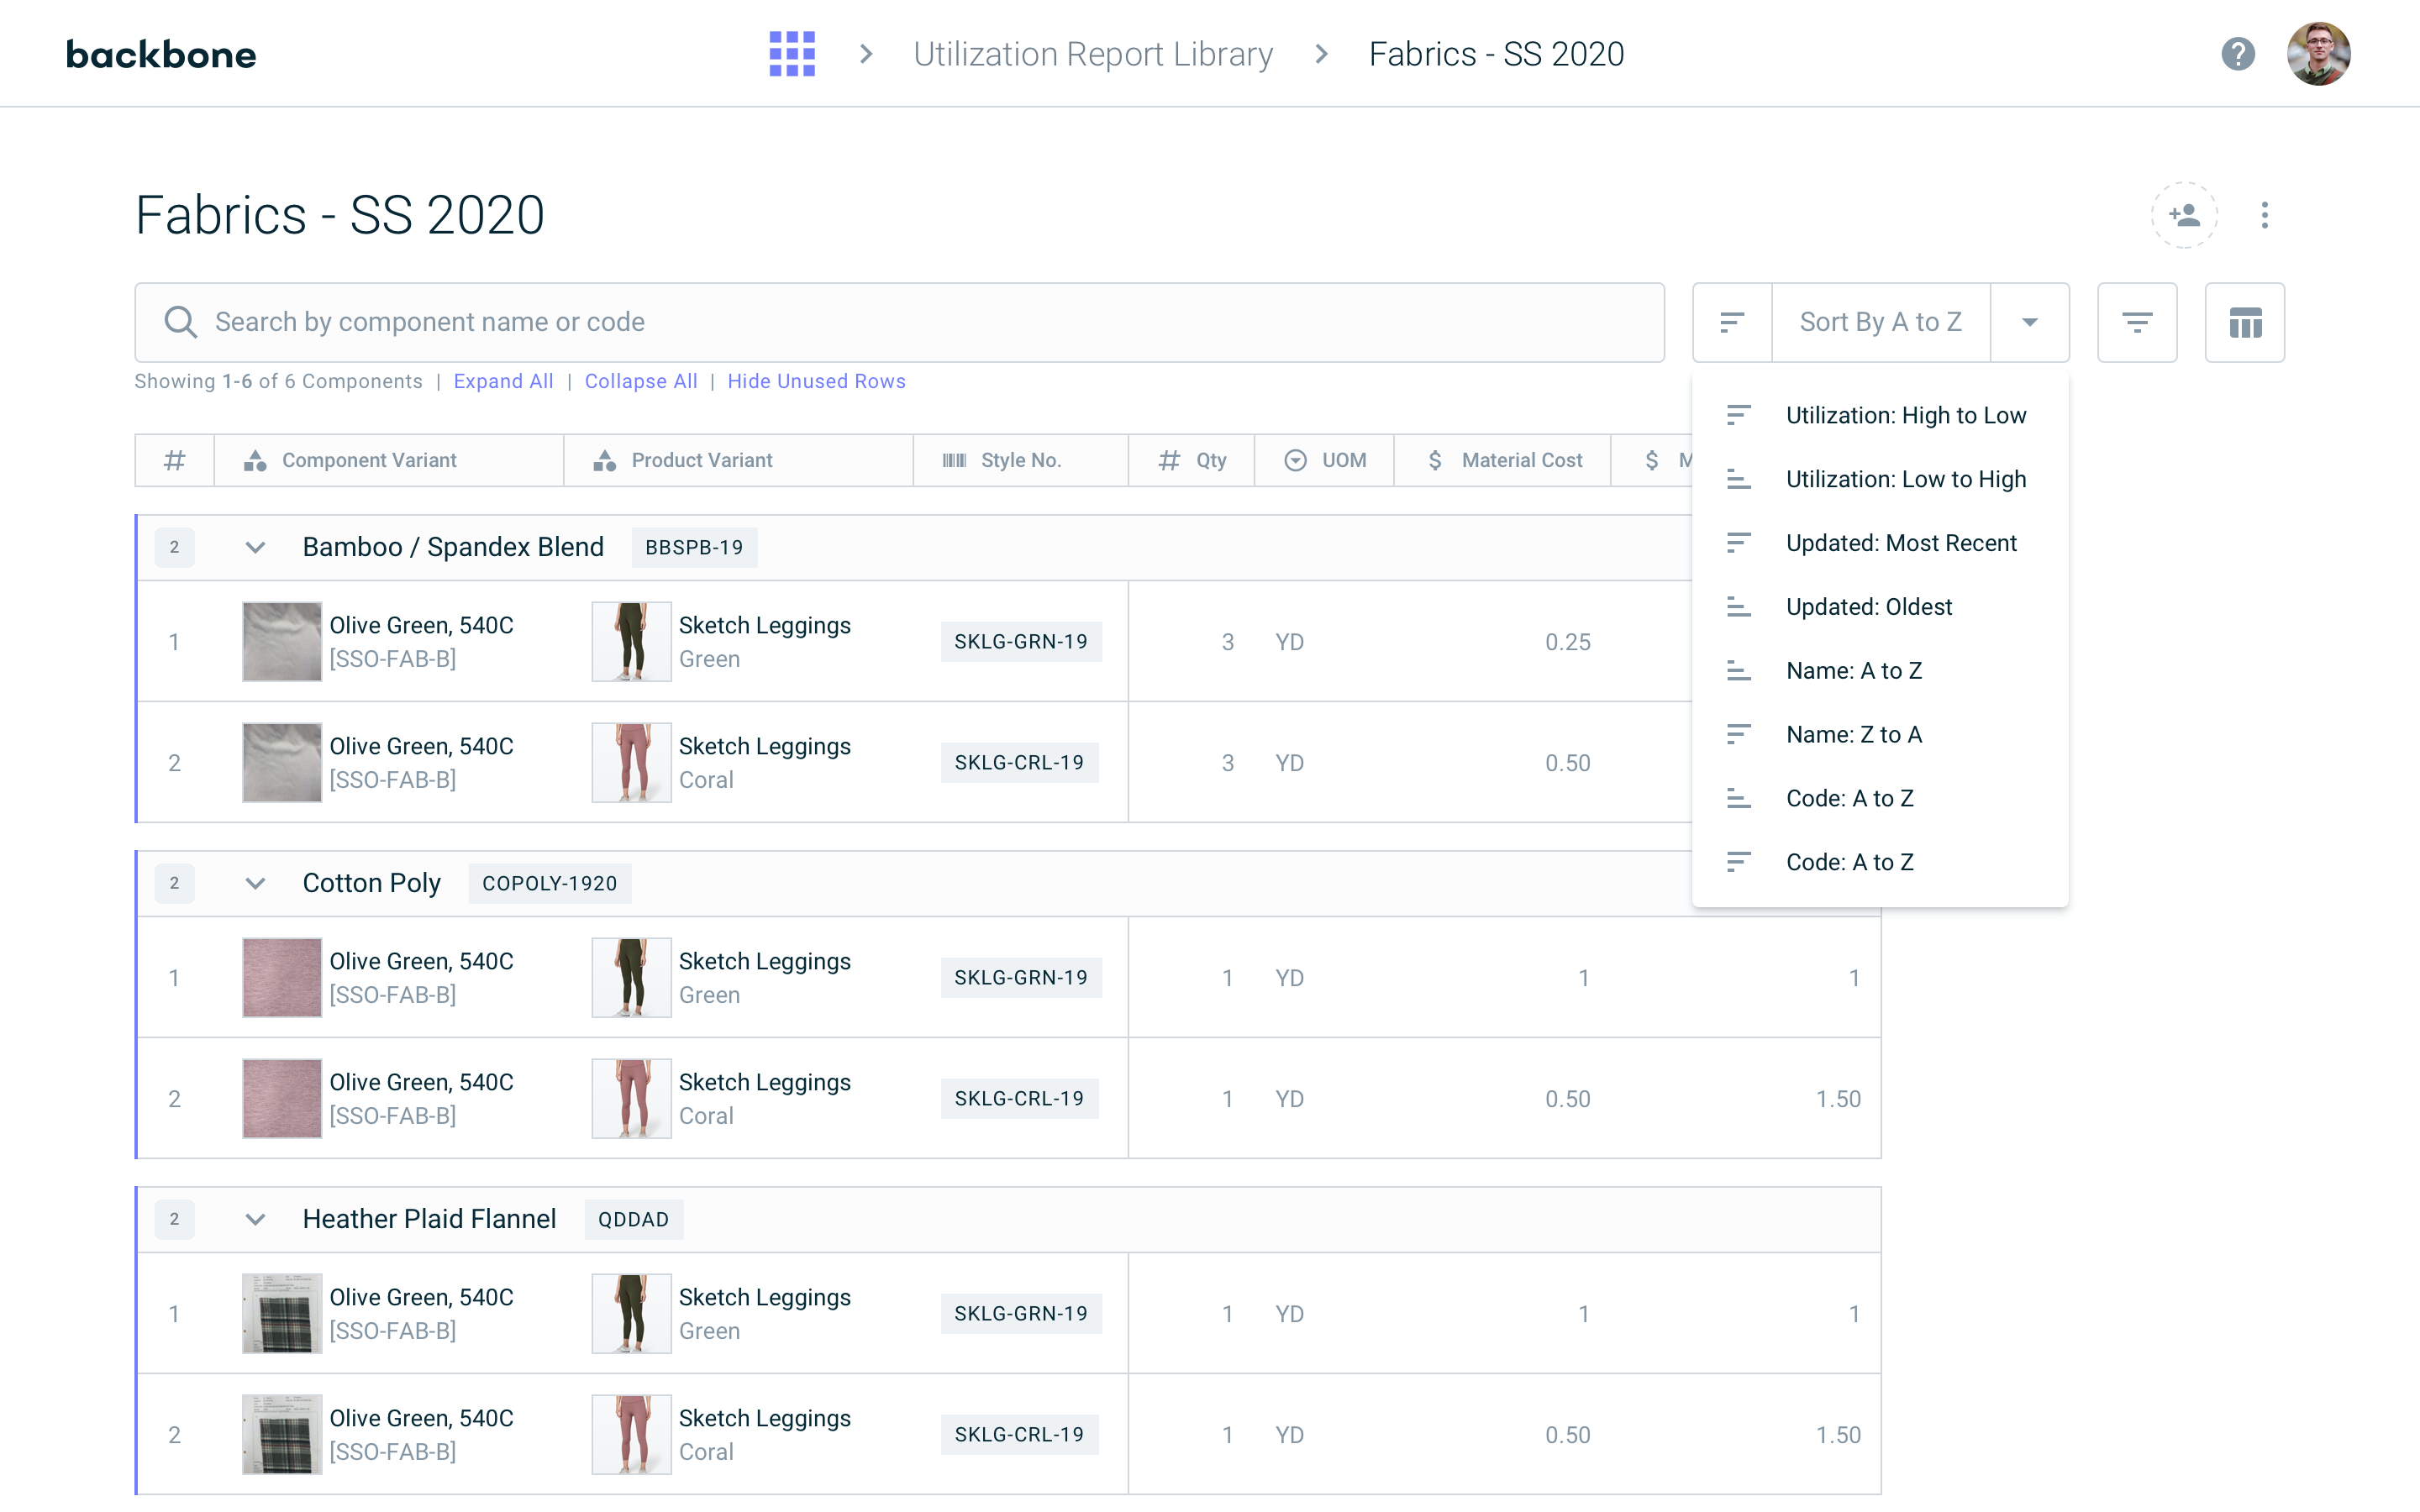 backbone
Utilization Report Library
Fabrics - SS 2020
Fabrics - SS 2020
Search by component name or code
Sort By A to Z
Showing 1-6 of 6 Components | Expand All | Collapse All | Hide Unused Rows
Utilization: High to Low
Utilization: Low to High
Updated: Most Recent
Updated: Oldest
Name: A to Z
Name: Z to A
Code: A to Z
Code: A to Z
# Component Variant Product Variant Style No. # Qty UOM $ Material Cost $ M
2 Bamboo / Spandex Blend BBSPB-19
1 Olive Green, 540C Sketch Leggings SKLG-GRN-19 3 YD 0.25
[SSO-FAB-B] Green
2 Olive Green, 540C Sketch Leggings SKLG-CRL-19 3 YD 0.50
[SSO-FAB-B] Coral
2 Cotton Poly COPOLY-1920
1 Olive Green, 540C Sketch Leggings SKLG-GRN-19 1 YD 1 1
[SSO-FAB-B] Green
2 Olive Green, 540C Sketch Leggings SKLG-CRL-19 1 YD 0.50 1.50
[SSO-FAB-B] Coral
2 Heather Plaid Flannel QDDAD
1 Olive Green, 540C Sketch Leggings SKLG-GRN-19 1 YD 1 1
[SSO-FAB-B] Green
2 Olive Green, 540C Sketch Leggings SKLG-CRL-19 1 YD 0.50 1.50
[SSO-FAB-B] Coral